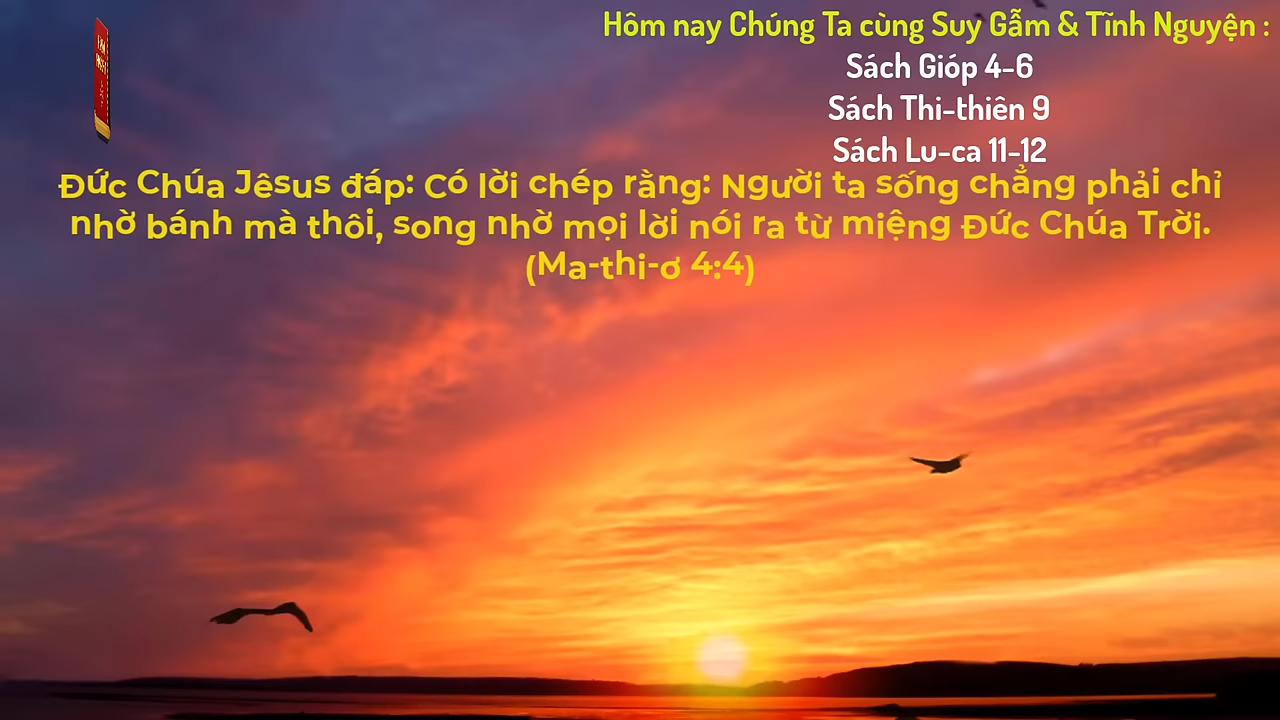 Hôm nay Chúng Ta cùng Suy Gẫm & Tĩnh Nguyện :
Sách Gióp 4-6
Sách Thi-thiên 9
Sách Lu-ca 11-12
Đức Chúa Jêsus đáp: Có lời chép rằng: Người ta sống chẳng phải chỉ
nhờ bánh mà thôi, song nhờ mọi lời nói ra từ miệng Đức Chúa Trời.
(Ma-thi-ơ 4:4)